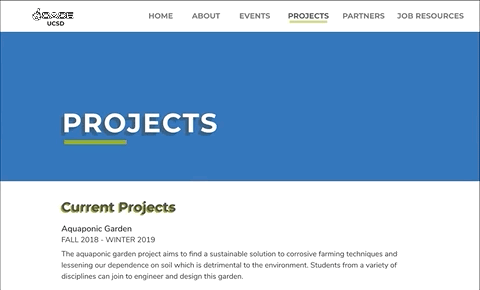 UCSD
HOME ABOUT EVENTS PROJECTS PARTNERS JOB RESOURCES
PROJECTS
Current Projects
Aquaponic Garden
FALL 2018 - WINTER 2019
The aquaponic garden project aims to find a sustainable solution to corrosive farming techniques and
lessening our dependence on soil which is detrimental to the environment. Students from a variety of
disciplines can join to engineer and design this garden.